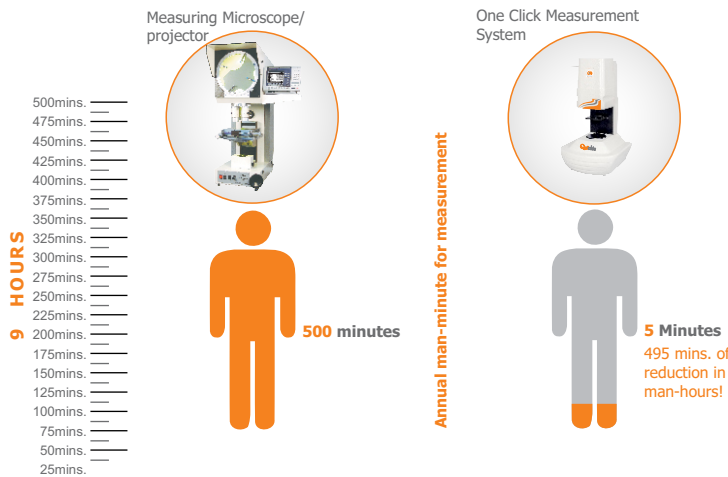 Measuring Microscope/
projector
One Click Measurement
System
500mins.
475mins.
450mins.
425mins.
400mins.
375mins.
350mins.
325mins.
300mins.
275mins.
250mins.
225mins.
200mins.
175mins.
150mins.
125mins.
100mins.
75mins.
50mins.
25mins.
9 HOURS
500 minutes
Annual man-minute for measurement
5 Minutes
495 mins. of
reduction in
man-hours!